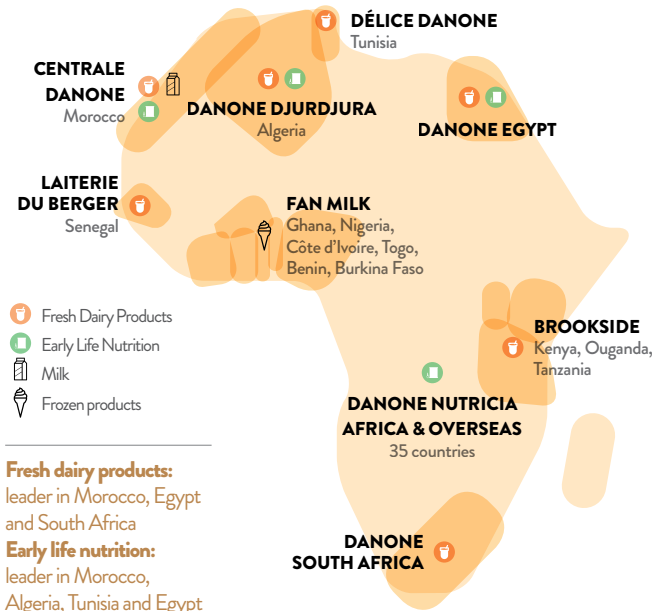 DÉLICE DANONE
Tunisia
CENTRALE
DANONE
Morocco
DANONE DJURDJURA
Algeria
DANONE EGYPT
LAITERIE
DU BERGER
Senegal
FAN MILK
Ghana, Nigeria,
Côte d'Ivoire, Togo,
Benin, Burkina Faso
Fresh Dairy Products
Early Life Nutrition
Milk
Frozen products
BROOKSIDE
Kenya, Ouganda,
Tanzania
DANONE NUTRICIA
AFRICA & OVERSEAS
35 countries
Fresh dairy products:
leader in Morocco, Egypt
and South Africa
Early life nutrition:
leader in Morocco,
Algeria, Tunisia and Egypt
DANONE
SOUTH AFRICA